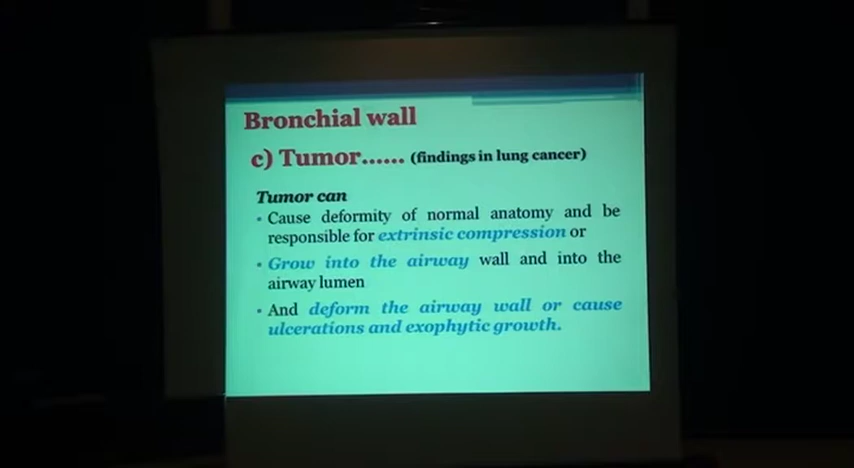 Bronchial wall
c) Tumor...... (findings in lung cancer)
Tumor can
• Cause deformity of normal anatomy and be
responsible for extrinsic compression or
• Grow into the airway wall and into the
airway lumen
• And deform the airway wall or cause
ulcerations and exophytic growth.